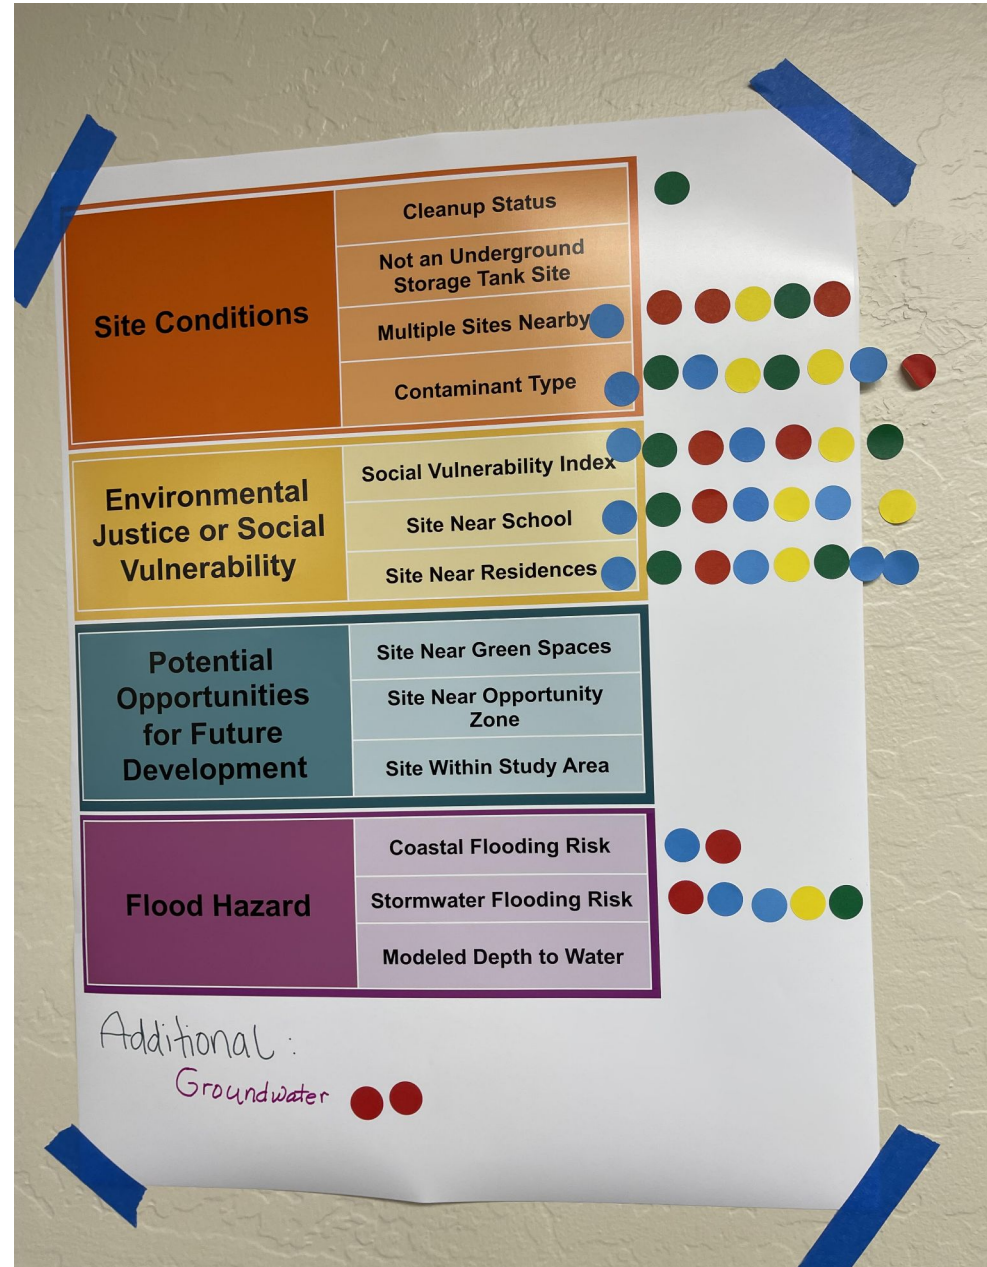 Site Conditions
Cleanup Status
Not an Underground
Storage Tank Site
Multiple Sites Nearby
Contaminant Type
Environmental
Justice or Social
Vulnerability
Social Vulnerability Index
Site Near School
Site Near Residences
Potential
Opportunities
for Future
Development
Site Near Green Spaces
Site Near Opportunity
Zone
Site Within Study Area
Flood Hazard
Coastal Flooding Risk
Stormwater Flooding Risk
Modeled Depth to Water
Additional :
Groundwater